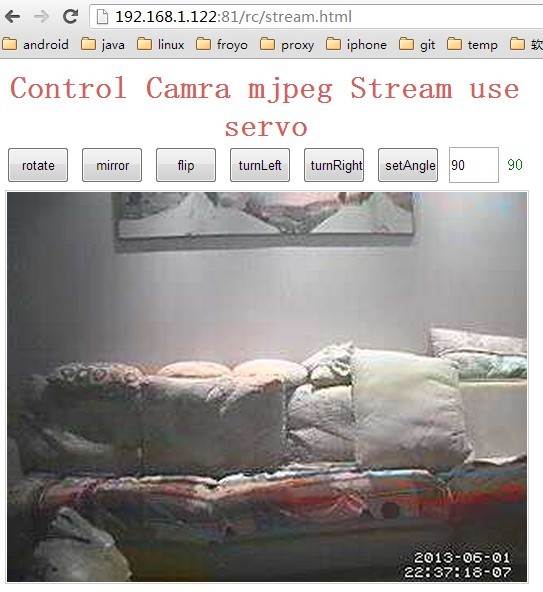 192.168.1.122:81/rc/stream.html
android java linux froyo proxy iphone git temp 软
Control Camra mjpeg Stream use
servo
rotate mirror flip turnLeft turnRight setAngle 90 90
2013-06-01
22:37:18-07